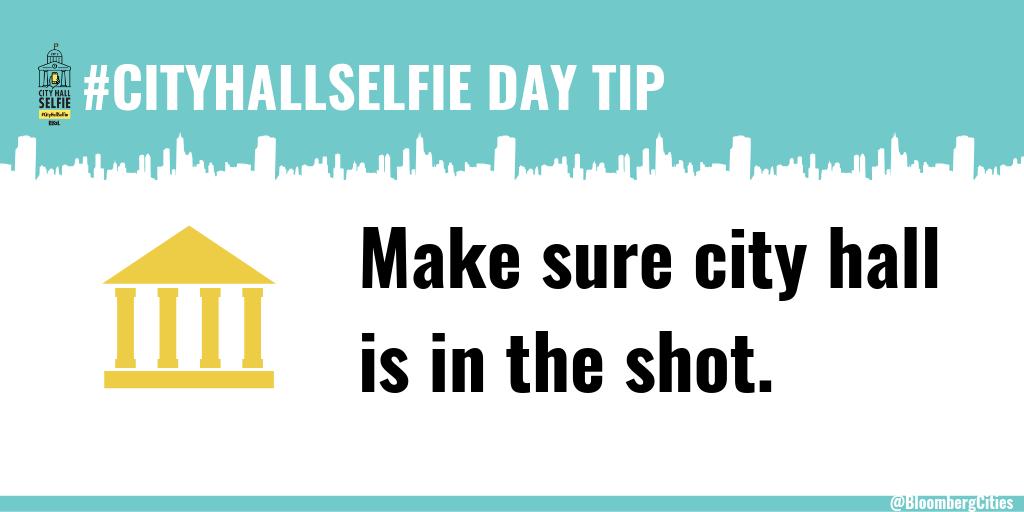 CITY HALL
SELFIE
#CityHallSelfie
#CITYHALLSELFIE DAY TIP
Make sure city hall
is in the shot.
@BloombergCities